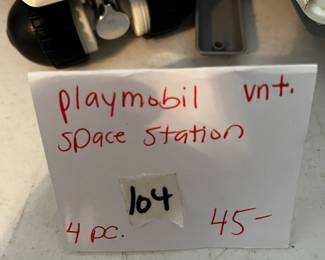 playmobil vnt.
space station
104
4 pc. 45-